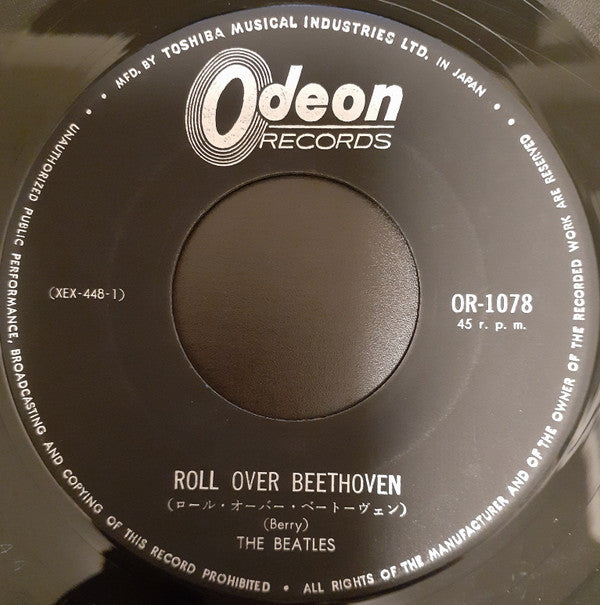 MFD. BY TOSHIBA MUSICAL INDUSTRIES LTD. IN JAPAN
Odeon
RECORDS
(XEX-448-1)
OR-1078
45 r. p. m.
ROLL OVER BEETHOVEN
(ロール・オーバー・ベートーヴェン)
(Berry)
THE BEATLES
UNAUTHORIZED PUBLIC PERFORMANCE, BROADCASTING AND COPYING OF THIS RECORD PROHIBITED • ALL RIGHTS OF THE MANUFACTURER AND OF THE OWNER OF THE RECORDED WORK ARE RESERVED